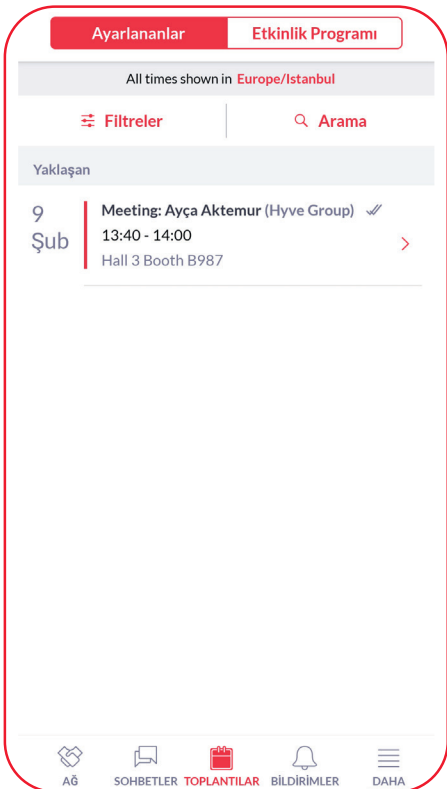 Ayarlananlar
Etkinlik Programı
All times shown in Europe/Istanbul
Filtreler
Arama
Yaklaşan
9
Şub
Meeting: Ayça Aktemur (Hyve Group)
13:40 - 14:00
Hall 3 Booth B987
AĞ
SOHBETLER
TOPLANTILAR
BİLDİRİMLER
DAHA